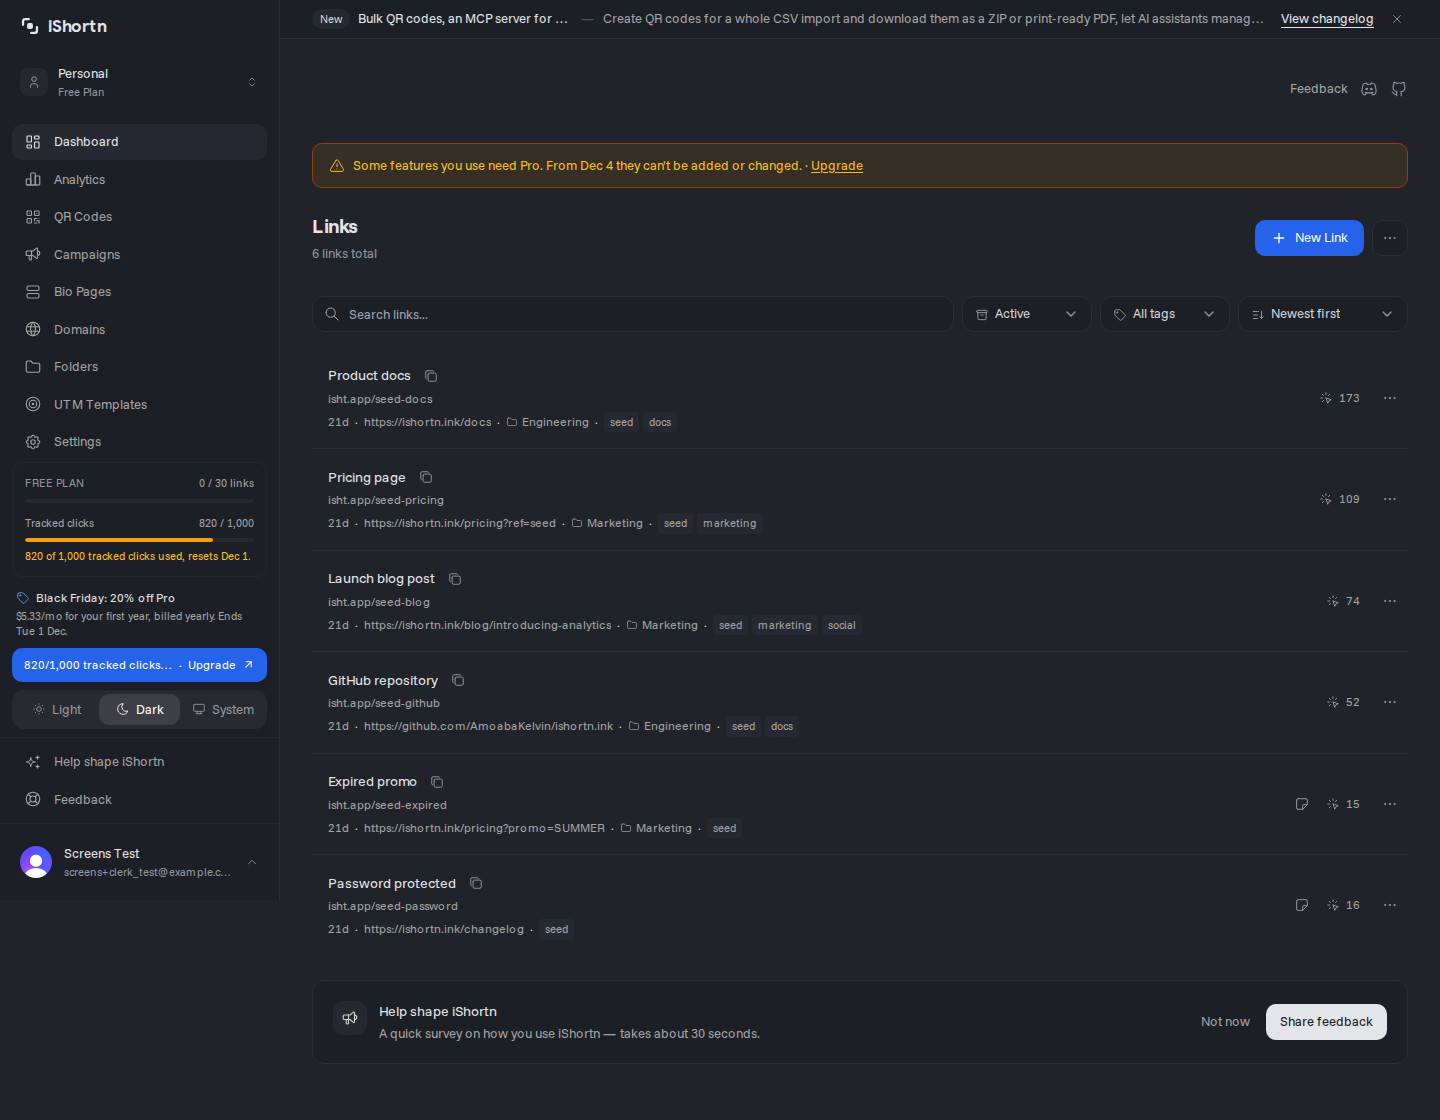 iShortn
Personal
Free Plan
Dashboard
Analytics
QR Codes
Campaigns
Bio Pages
Domains
Folders
UTM Templates
Settings
FREE PLAN 0 / 30 links
Tracked clicks 820 / 1,000
820 of 1,000 tracked clicks used, resets Dec 1.
Black Friday: 20% off Pro
$5.33/mo for your first year, billed yearly. Ends
Tue 1 Dec.
820/1,000 tracked clicks... · Upgrade
Light Dark System
Help shape iShortn
Feedback
Screens Test
screens+clerk_test@example.c...
New Bulk QR codes, an MCP server for ... — Create QR codes for a whole CSV import and download them as a ZIP or print-ready PDF, let AI assistants manag... View changelog
Feedback
Some features you use need Pro. From Dec 4 they can't be added or changed. · Upgrade
Links
6 links total
New Link
Search links...
Active
All tags
Newest first
Product docs
isht.app/seed-docs
21d · https://ishortn.ink/docs · Engineering · seed docs
173
Pricing page
isht.app/seed-pricing
21d · https://ishortn.ink/pricing?ref=seed · Marketing · seed marketing
109
Launch blog post
isht.app/seed-blog
21d · https://ishortn.ink/blog/introducing-analytics · Marketing · seed marketing social
74
GitHub repository
isht.app/seed-github
21d · https://github.com/AmoabaKelvin/ishortn.ink · Engineering · seed docs
52
Expired promo
isht.app/seed-expired
21d · https://ishortn.ink/pricing?promo=SUMMER · Marketing · seed
15
Password protected
isht.app/seed-password
21d · https://ishortn.ink/changelog · seed
16
Help shape iShortn
A quick survey on how you use iShortn — takes about 30 seconds.
Not now
Share feedback